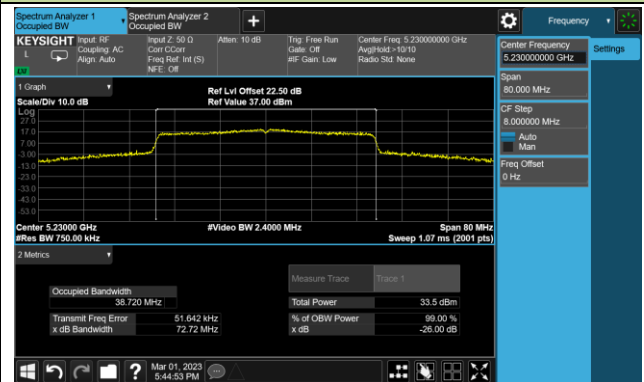 Spectrum Analyzer 1
Occupied BW
Spectrum Analyzer 2
Occupied BW
+
Frequency
KEYSIGHT
L
Input: RF
Coupling: AC
Align: Auto
Input Z: 50 Ω
Corr CCorr
Freq Ref: Int (S)
NFE: Off
Atten: 10 dB
Trig: Free Run
Gate: Off
#IF Gain: Low
Center Freq: 5.230000000 GHz
Avg|Hold:>10/10
Radio Std: None
Center Frequency
5.230000000 GHz
Settings
Span
80.000 MHz
CF Step
8.000000 MHz
Auto
Man
Freq Offset
0 Hz
1 Graph
Scale/Div 10.0 dB
Ref Lvl Offset 22.50 dB
Ref Value 37.00 dBm
Log
27.0
17.0
7.00
-3.00
-13.0
-23.0
-33.0
-43.0
-53.0
Center 5.23000 GHz
#Res BW 750.00 kHz
#Video BW 2.4000 MHz
Span 80 MHz
Sweep 1.07 ms (2001 pts)
2 Metrics
Measure Trace
Trace 1
Occupied Bandwidth
38.720 MHz
Total Power
33.5 dBm
Transmit Freq Error
51.642 kHz
% of OBW Power
99.00 %
x dB Bandwidth
72.72 MHz
x dB
-26.00 dB
?
Mar 01, 2023
5:44:53 PM